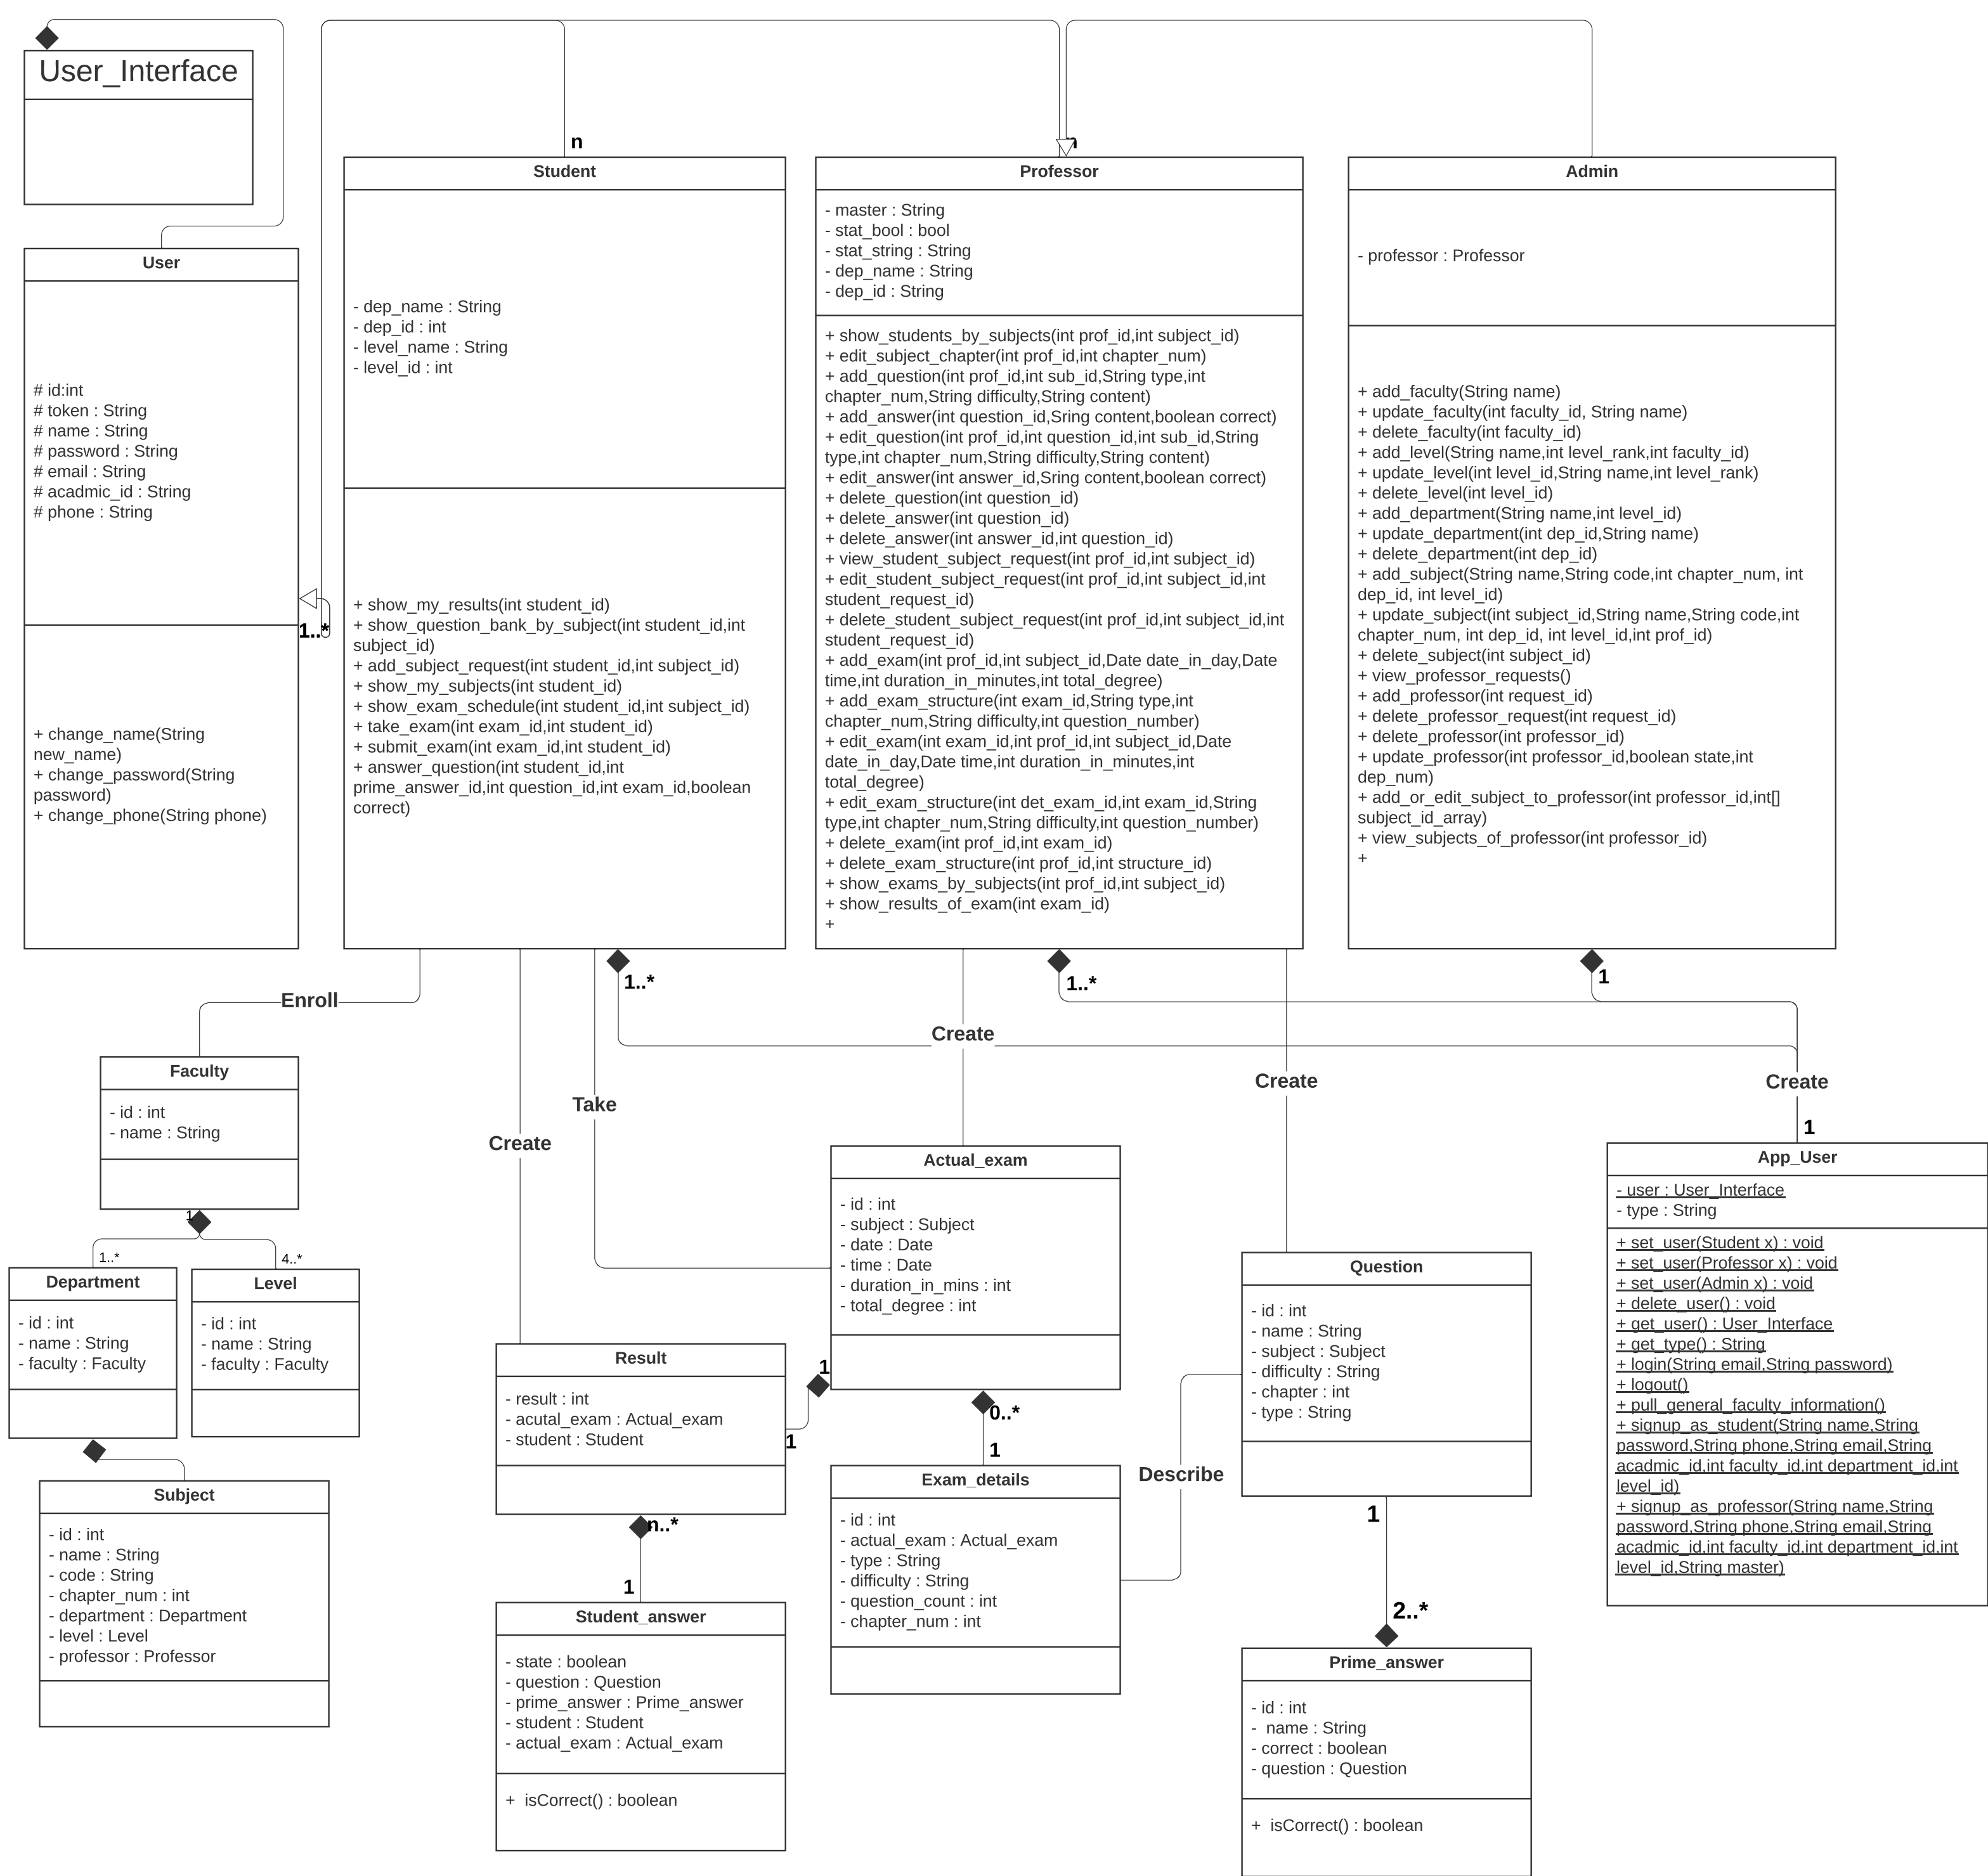 User_Interface
n
n
Student
Professor
Admin
User
# id:int
# token : String
# name : String
# password : String
# email : String
# acadmic_id : String
# phone : String
1..*
+ change_name(String
new_name)
+ change_password(String
password)
+ change_phone(String phone)
- dep_name : String
- dep_id : int
- level_name : String
- level_id : int
+ show_my_results(int student_id)
+ show_question_bank_by_subject(int student_id,int
subject_id)
+ add_subject_request(int student_id,int subject_id)
+ show_my_subjects(int student_id)
+ show_exam_schedule(int student_id,int subject_id)
+ take_exam(int exam_id,int student_id)
+ submit_exam(int exam_id,int student_id)
+ answer_question(int student_id,int
prime_answer_id,int question_id,int exam_id,boolean
correct)
- master : String
- stat_bool : bool
- stat_string : String
- dep_name : String
- dep_id : String
+ show_students_by_subjects(int prof_id,int subject_id)
+ edit_subject_chapter(int prof_id,int chapter_num)
+ add_question(int prof_id,int sub_id,String type,int
chapter_num,String difficulty,String content)
+ add_answer(int question_id,Sring content,boolean correct)
+ edit_question(int prof_id,int question_id,int sub_id,String
type,int chapter_num,String difficulty,String content)
+ edit_answer(int answer_id,Sring content,boolean correct)
+ delete_question(int question_id)
+ delete_answer(int question_id)
+ delete_answer(int answer_id,int question_id)
+ view_student_subject_request(int prof_id,int subject_id)
+ edit_student_subject_request(int prof_id,int subject_id,int
student_request_id)
+ delete_student_subject_request(int prof_id,int subject_id,int
student_request_id)
+ add_exam(int prof_id,int subject_id,Date date_in_day,Date
time,int duration_in_minutes,int total_degree)
+ add_exam_structure(int exam_id,String type,int
chapter_num,String difficulty,int question_number)
+ edit_exam(int exam_id,int prof_id,int subject_id,Date
date_in_day,Date time,int duration_in_minutes,int
total_degree)
+ edit_exam_structure(int det_exam_id,int exam_id,String
type,int chapter_num,String difficulty,int question_number)
+ delete_exam(int prof_id,int exam_id)
+ delete_exam_structure(int prof_id,int structure_id)
+ show_exams_by_subjects(int prof_id,int subject_id)
+ show_results_of_exam(int exam_id)
+
- professor : Professor
+ add_faculty(String name)
+ update_faculty(int faculty_id, String name)
+ delete_faculty(int faculty_id)
+ add_level(String name,int level_rank,int faculty_id)
+ update_level(int level_id,String name,int level_rank)
+ delete_level(int level_id)
+ add_department(String name,int level_id)
+ update_department(int dep_id,String name)
+ delete_department(int dep_id)
+ add_subject(String name,String code,int chapter_num, int
dep_id, int level_id)
+ update_subject(int subject_id,String name,String code,int
chapter_num, int dep_id, int level_id,int prof_id)
+ delete_subject(int subject_id)
+ view_professor_requests()
+ add_professor(int request_id)
+ delete_professor_request(int request_id)
+ delete_professor(int professor_id)
+ update_professor(int professor_id,boolean state,int
dep_num)
+ add_or_edit_subject_to_professor(int professor_id,int[]
subject_id_array)
+ view_subjects_of_professor(int professor_id)
+
1..*
1..*
1
Enroll
Create
Create
Create
Take
Create
1
Faculty
- id : int
- name : String
1
1..*
4..*
Department
- id : int
- name : String
- faculty : Faculty
Level
- id : int
- name : String
- faculty : Faculty
Subject
- id : int
- name : String
- code : String
- chapter_num : int
- department : Department
- level : Level
- professor : Professor
Result
- result : int
- acutal_exam : Actual_exam
- student : Student
1
1
n..*
1
Student_answer
- state : boolean
- question : Question
- prime_answer : Prime_answer
- student : Student
- actual_exam : Actual_exam
+  isCorrect() : boolean
Actual_exam
- id : int
- subject : Subject
- date : Date
- time : Date
- duration_in_mins : int
- total_degree : int
0..*
1
Exam_details
- id : int
- actual_exam : Actual_exam
- type : String
- difficulty : String
- question_count : int
- chapter_num : int
Describe
Question
- id : int
- name : String
- subject : Subject
- difficulty : String
- chapter : int
- type : String
1
2..*
Prime_answer
- id : int
-  name : String
- correct : boolean
- question : Question
+  isCorrect() : boolean
App_User
- user : User_Interface
- type : String
+ set_user(Student x) : void
+ set_user(Professor x) : void
+ set_user(Admin x) : void
+ delete_user() : void
+ get_user() : User_Interface
+ get_type() : String
+ login(String email,String password)
+ logout()
+ pull_general_faculty_information()
+ signup_as_student(String name,String
password,String phone,String email,String
acadmic_id,int faculty_id,int department_id,int
level_id)
+ signup_as_professor(String name,String
password,String phone,String email,String
acadmic_id,int faculty_id,int department_id,int
level_id,String master)